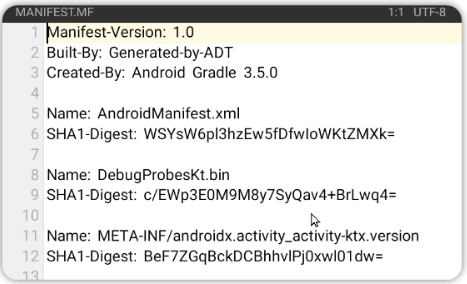 MANIFEST.MF 1:1 UTF-8
1 Manifest-Version: 1.0
2 Built-By: Generated-by-ADT
3 Created-By: Android Gradle 3.5.0
4
5 Name: AndroidManifest.xml
6 SHA1-Digest: WSYsW6pl3hzEw5fDfwIoWKtZMXk=
7
8 Name: DebugProbesKt.bin
9 SHA1-Digest: c/EWp3E0M9M8y7SyQav4+BrLwq4=
10
11 Name: META-INF/androidx.activity_activity-ktx.version
12 SHA1-Digest: BeF7ZGqBckDCBhhvlPj0xwl01dw=
13